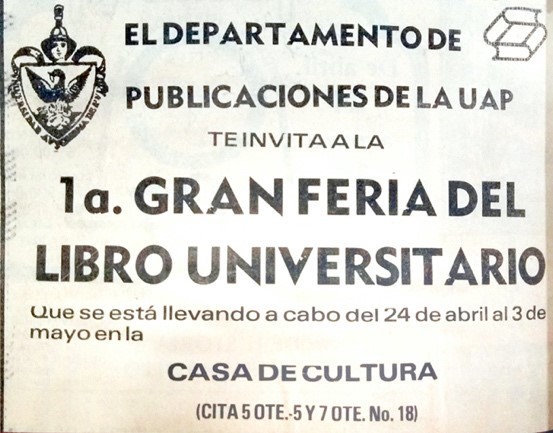 EL DEPARTAMENTO DE
PUBLICACIONES DE LA UAP
TE INVITA A LA
1a. GRAN FERIA DEL
LIBRO UNIVERSITARIO
Que se está llevando a cabo del 24 de abril al 3 de
mayo en la
CASA DE CULTURA
(CITA 5 OTE.-5 Y 7 OTE. No. 18)